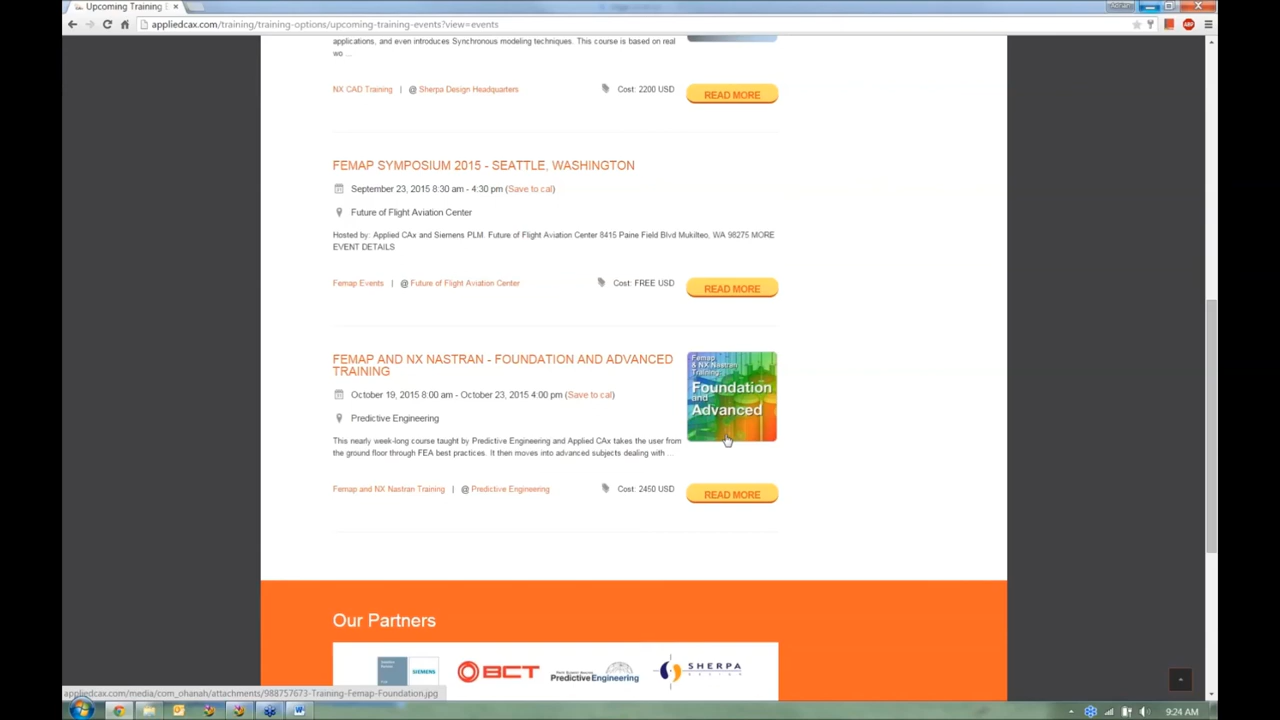 Upcoming Training
appliedcax.com/training/training-options/upcoming-training-events?view=events
applications, and even introduces Synchronous modeling techniques. This course is based on real
wo ...
NX CAD Training | @ Sherpa Design Headquarters
Cost: 2200 USD
READ MORE
FEMAP SYMPOSIUM 2015 - SEATTLE, WASHINGTON
September 23, 2015 8:30 am - 4:30 pm (Save to cal)
Future of Flight Aviation Center
Hosted by: Applied CAx and Siemens PLM. Future of Flight Aviation Center 8415 Paine Field Blvd Mukilteo, WA 98275 MORE
EVENT DETAILS
Femap Events | @ Future of Flight Aviation Center
Cost: FREE USD
READ MORE
FEMAP AND NX NASTRAN - FOUNDATION AND ADVANCED
TRAINING
October 19, 2015 8:00 am - October 23, 2015 4:00 pm (Save to cal)
Predictive Engineering
This nearly week-long course taught by Predictive Engineering and Applied CAx takes the user from
the ground floor through FEA best practices. It then moves into advanced subjects dealing with ...
Femap
& NX Nastran
Training:
Foundation
and
Advanced
Femap and NX Nastran Training | @ Predictive Engineering
Cost: 2450 USD
READ MORE
Our Partners
SIEMENS
BCT
Predictive Engineering
SHERPA
appliedcax.com/media/com_ohanah/attachments/988757673-Training-Femap-Foundation.jpg
9:24 AM